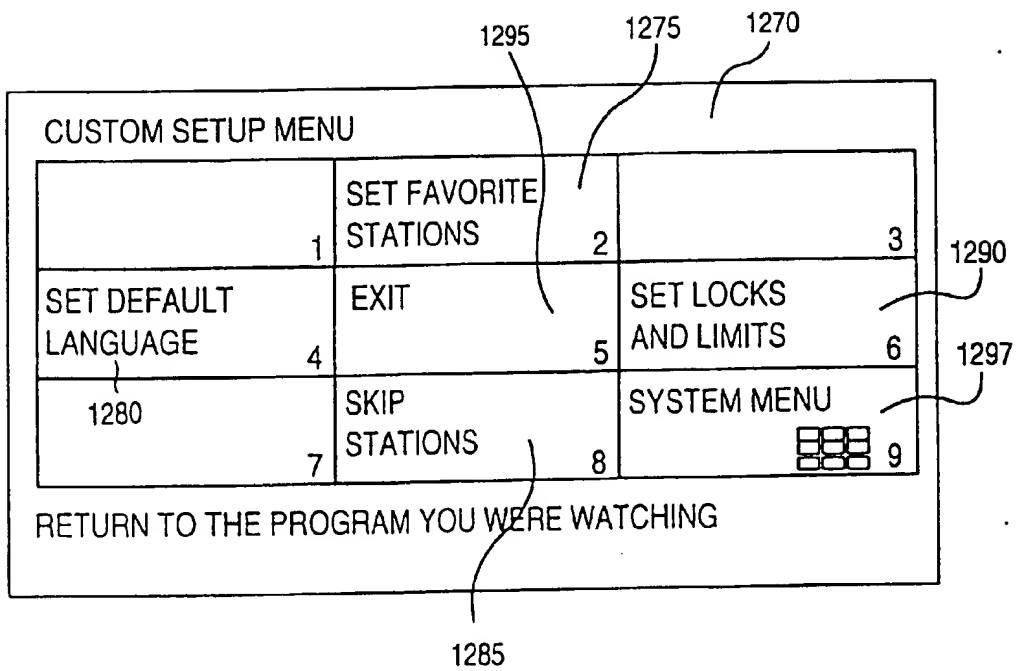 1295 1275 1270
CUSTOM SETUP MENU
1
SET FAVORITE
STATIONS 2
3
1290
SET DEFAULT
LANGUAGE 4
EXIT
5
SET LOCKS
AND LIMITS 6
1297
1280
7
SKIP
STATIONS 8
SYSTEM MENU
9
RETURN TO THE PROGRAM YOU WERE WATCHING
1285